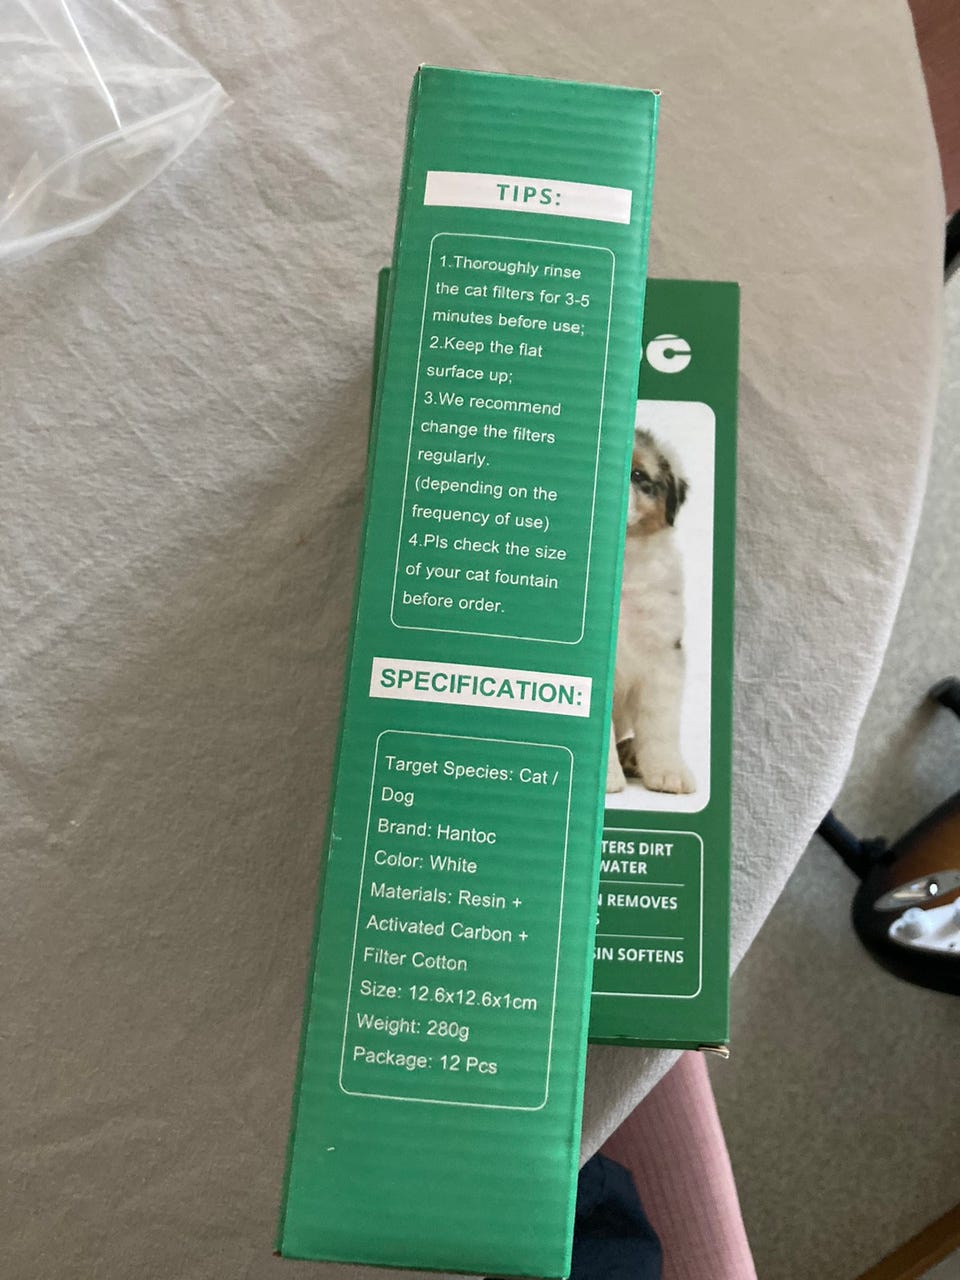 TIPS:
1.Thoroughly rinse
the cat filters for 3-5
minutes before use;
2.Keep the flat
surface up;
3.We recommend
change the filters
regularly.
(depending on the
frequency of use)
4.Pls check the size
of your cat fountain
before order.
SPECIFICATION:
Target Species: Cat /
Dog
Brand: Hantoc
Color: White
Materials: Resin +
Activated Carbon +
Filter Cotton
Size: 12.6x12.6x1cm
Weight: 280g
Package: 12 Pcs
TERS DIRT
WATER
REMOVES
S
SIN SOFTENS